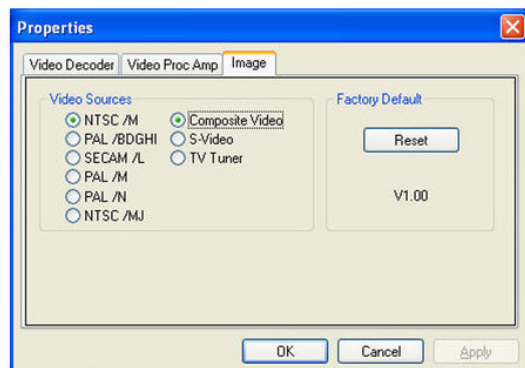 Properties
Video Decoder Video Proc Amp Image
Video Sources
NTSC /M Composite Video
PAL /BDGHI S-Video
SECAM /L TV Tuner
PAL /M
PAL /N
NTSC /MJ
Factory Default
Reset
V1.00
OK Cancel Apply